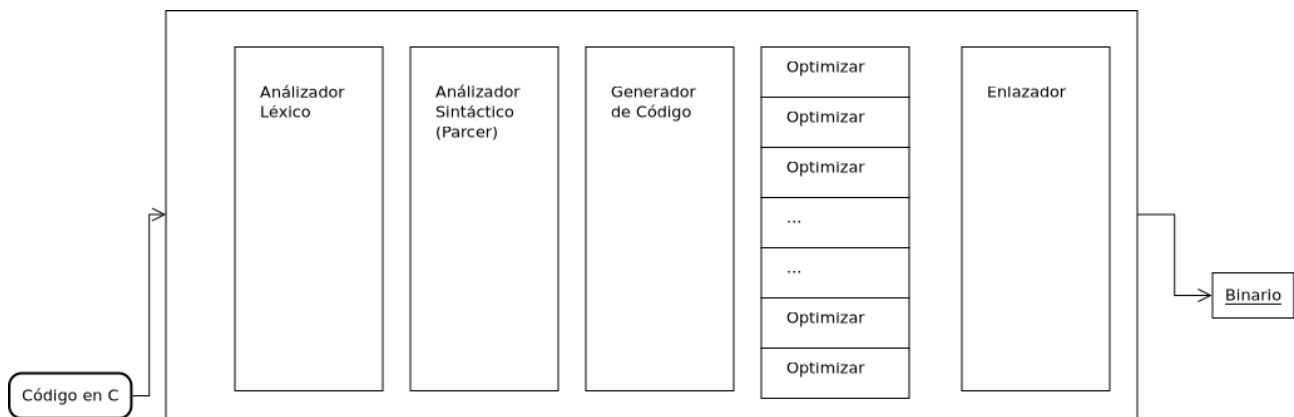 Análizador
Léxico
Análizador
Sintáctico
(Parcer)
Generador
de Código
Optimizar
Optimizar
Optimizar
...
...
Optimizar
Optimizar
Enlazador
Binario
Código en C